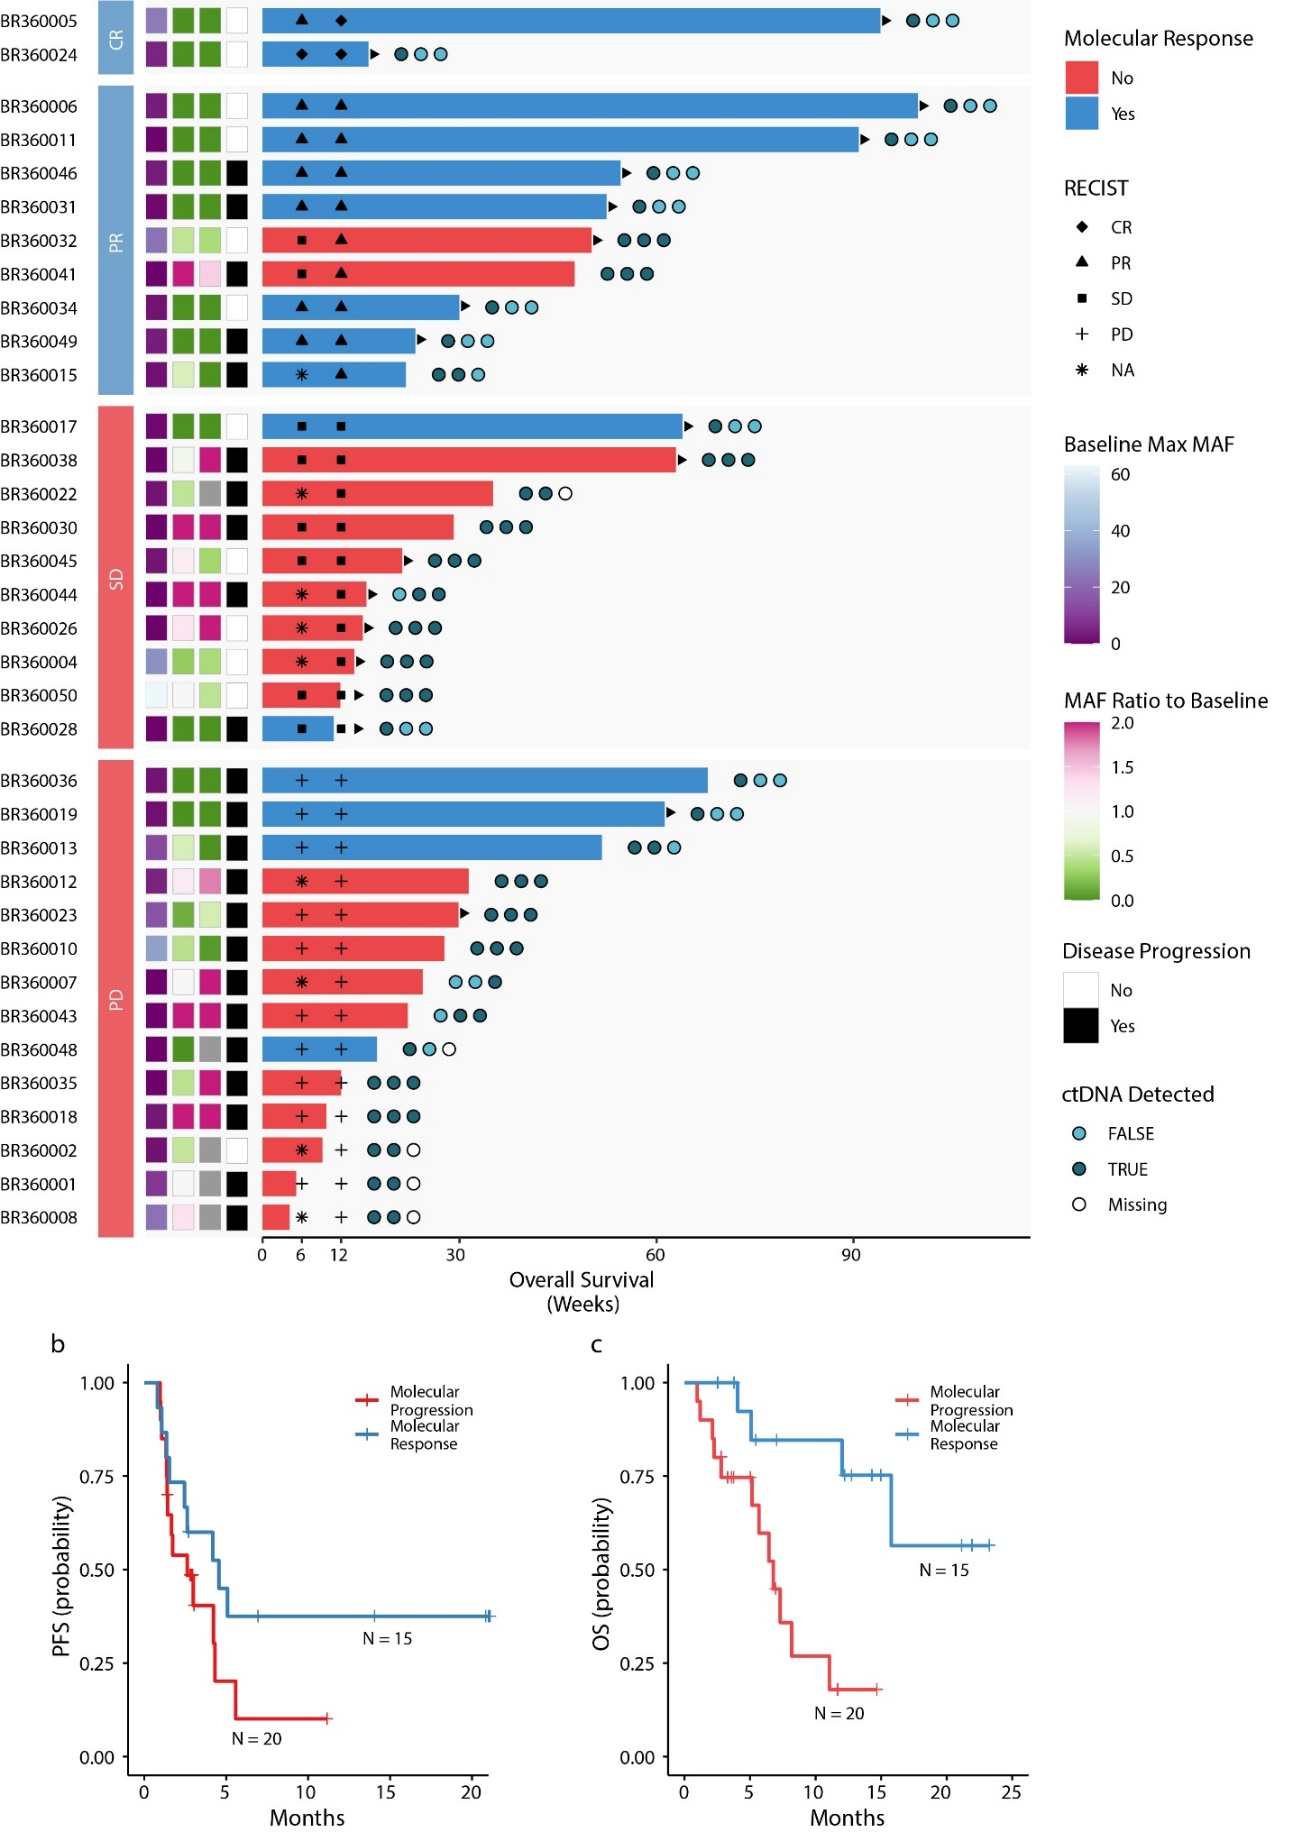 BR360005
BR360024
CR
BR360006
BR360011
BR360046
BR360031
BR360032
BR360041
BR360034
BR360049
BR360015
PR
BR360017
BR360038
BR360022
BR360030
BR360045
BR360044
BR360026
BR360004
BR360050
BR360028
SD
BR360036
BR360019
BR360013
BR360012
BR360023
BR360010
BR360007
BR360043
BR360048
BR360035
BR360018
BR360002
BR360001
BR360008
PD
0 6 12 30 60 90
Overall Survival
(Weeks)
Molecular Response
No
Yes
RECIST
CR
PR
SD
PD
NA
Baseline Max MAF
60
40
20
0
MAF Ratio to Baseline
2.0
1.5
1.0
0.5
0.0
Disease Progression
No
Yes
ctDNA Detected
FALSE
TRUE
Missing
b
1.00
0.75
0.50
0.25
0.00
PFS (probability)
Molecular
Progression
Molecular
Response
N = 15
N = 20
0 5 10 15 20
Months
c
1.00
0.75
0.50
0.25
0.00
OS (probability)
Molecular
Progression
Molecular
Response
N = 15
N = 20
0 5 10 15 20 25
Months